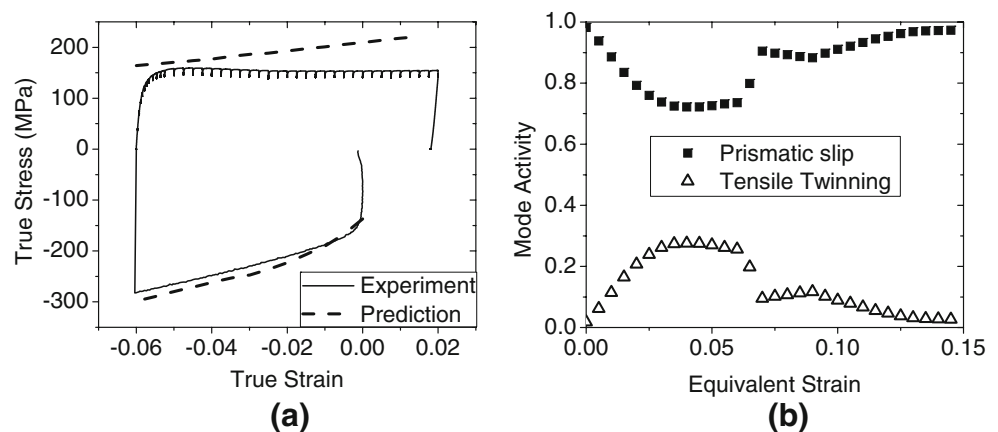 True Stress (MPa)
200
100
0
-100
-200
-300
-0.06
-0.04
-0.02
0.00
0.02
True Strain
Experiment
Prediction
(a)
Mode Activity
1.0
0.8
0.6
0.4
0.2
0.0
0.00
0.05
0.10
0.15
Equivalent Strain
Prismatic slip
Tensile Twinning
(b)